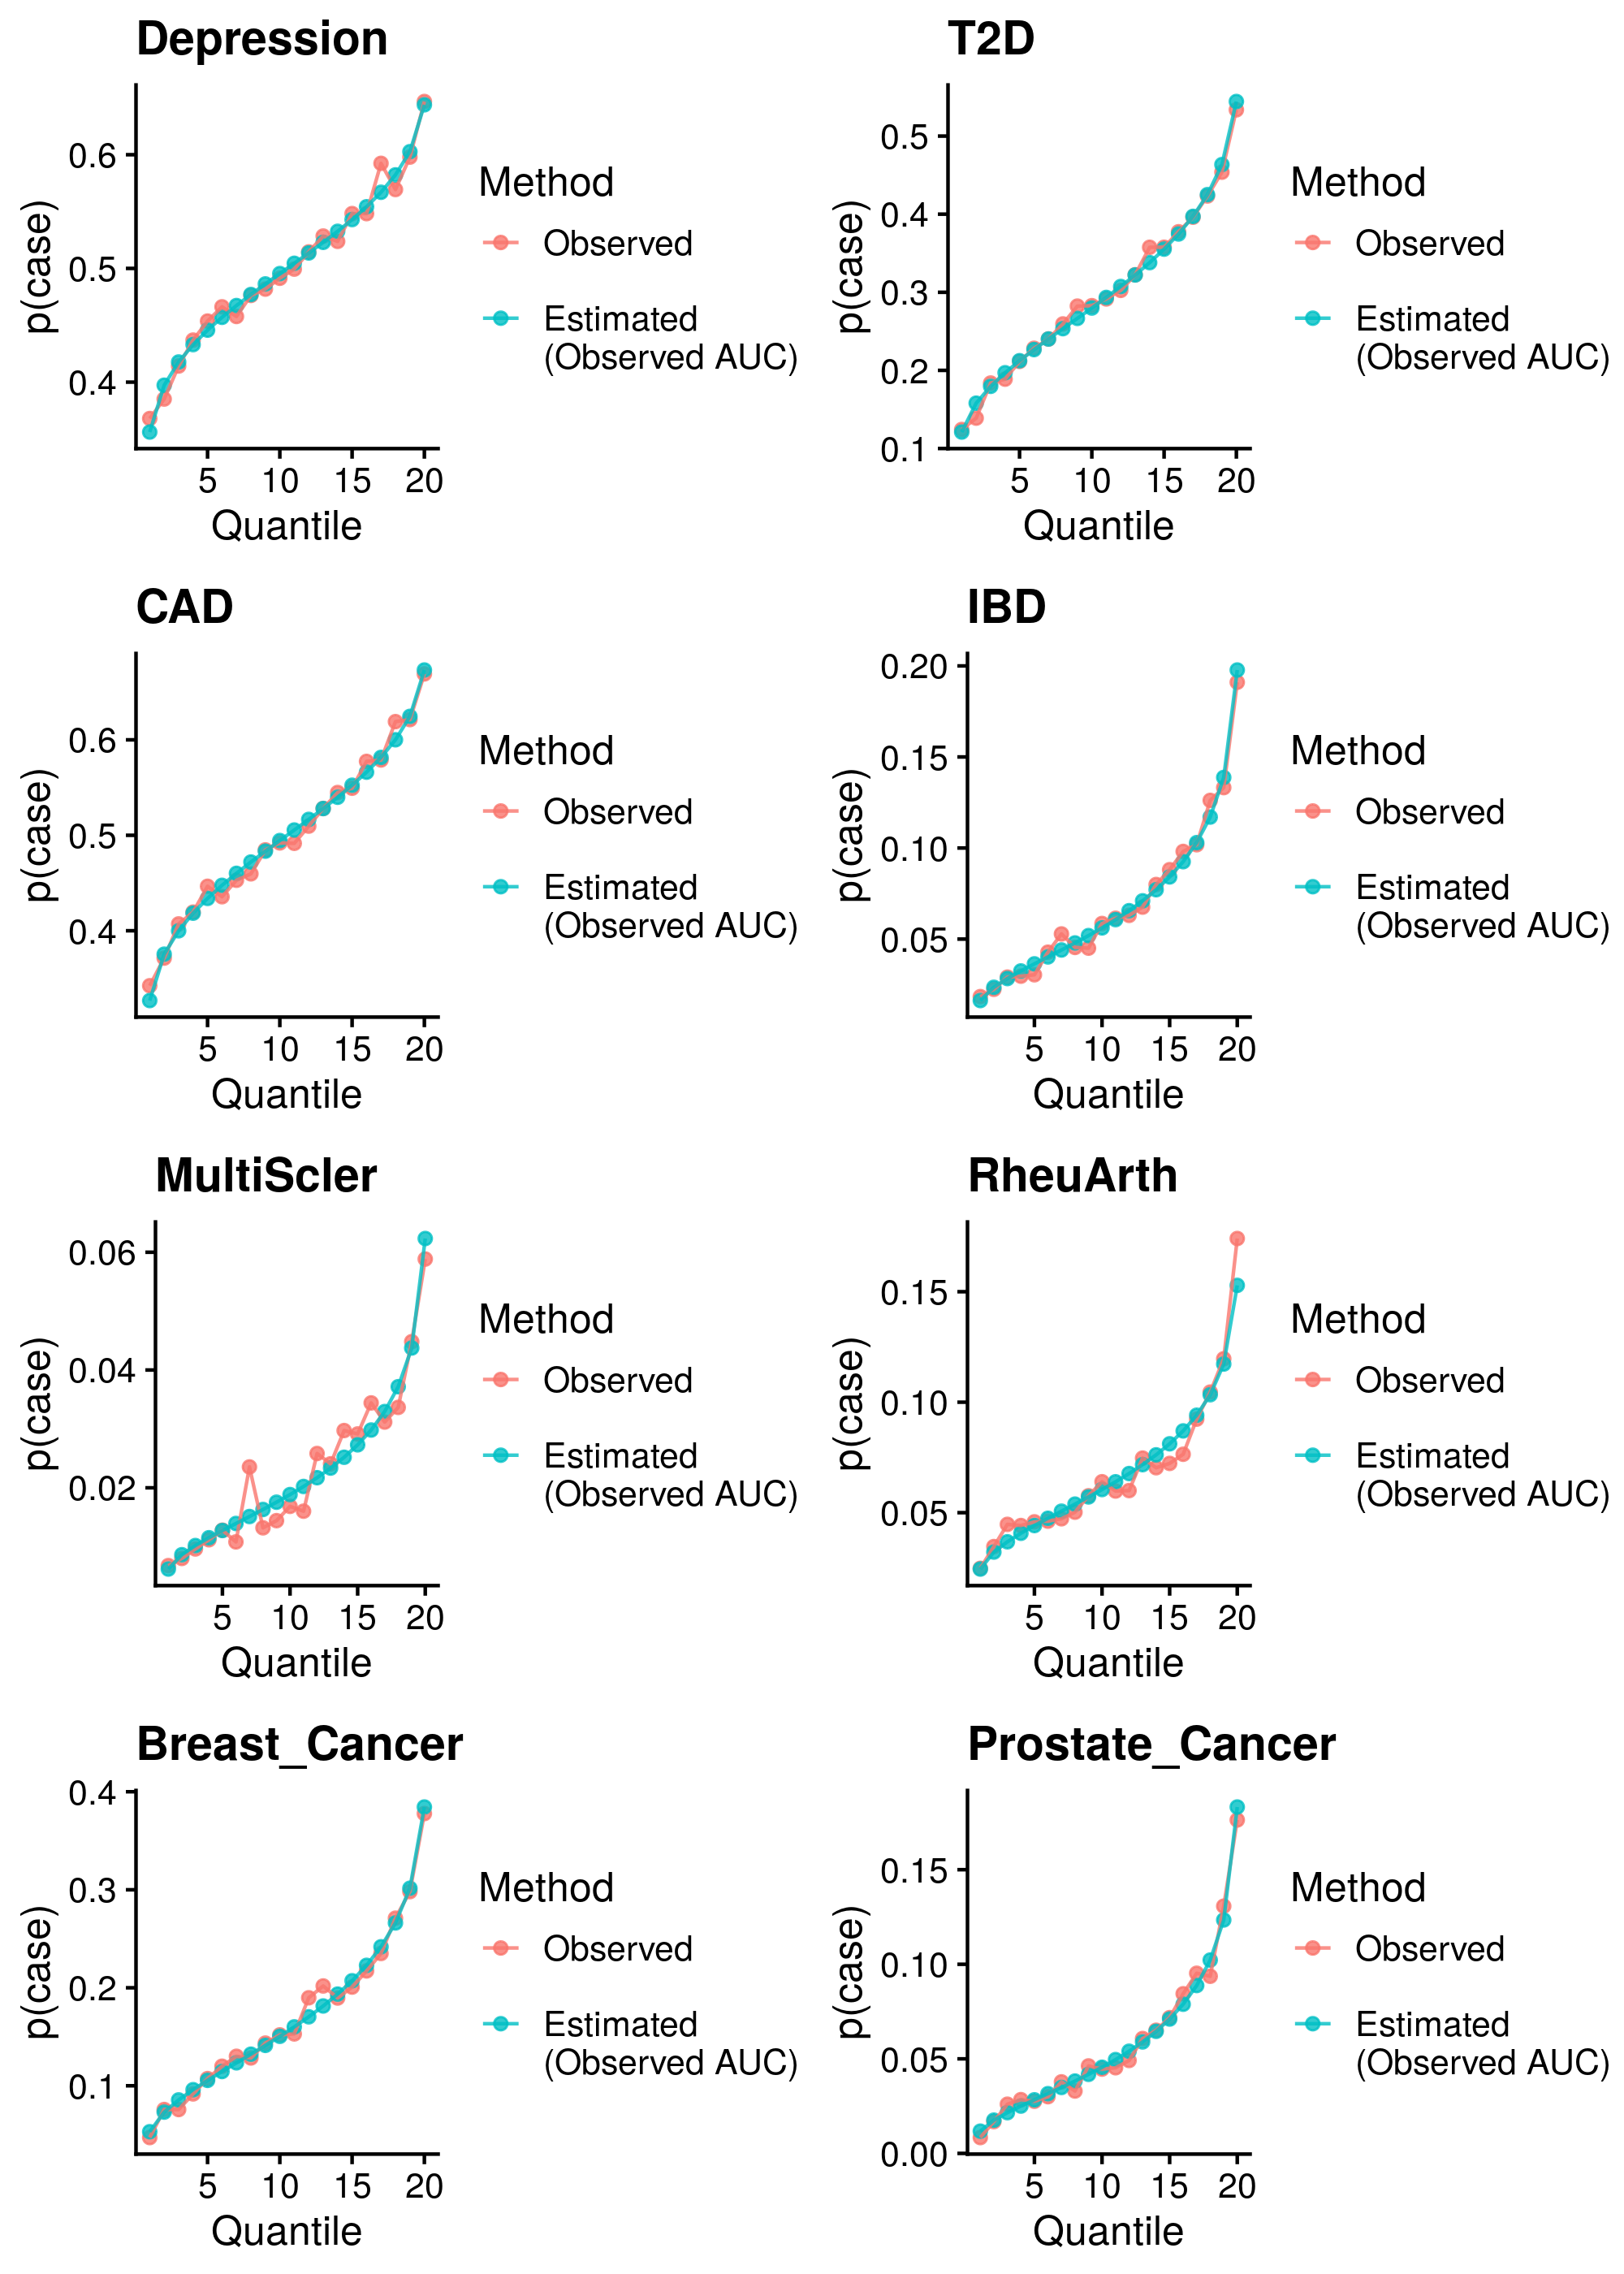 Depression
p(case)
0.6
0.5
0.4
5 10 15 20
Quantile
Method
Observed
Estimated
(Observed AUC)
T2D
p(case)
0.5
0.4
0.3
0.2
0.1
5 10 15 20
Quantile
Method
Observed
Estimated
(Observed AUC)
CAD
p(case)
0.6
0.5
0.4
5 10 15 20
Quantile
Method
Observed
Estimated
(Observed AUC)
IBD
p(case)
0.20
0.15
0.10
0.05
5 10 15 20
Quantile
Method
Observed
Estimated
(Observed AUC)
MultiScler
p(case)
0.06
0.04
0.02
5 10 15 20
Quantile
Method
Observed
Estimated
(Observed AUC)
RheuArth
p(case)
0.15
0.10
0.05
5 10 15 20
Quantile
Method
Observed
Estimated
(Observed AUC)
Breast_Cancer
p(case)
0.4
0.3
0.2
0.1
5 10 15 20
Quantile
Method
Observed
Estimated
(Observed AUC)
Prostate_Cancer
p(case)
0.15
0.10
0.05
0.00
5 10 15 20
Quantile
Method
Observed
Estimated
(Observed AUC)